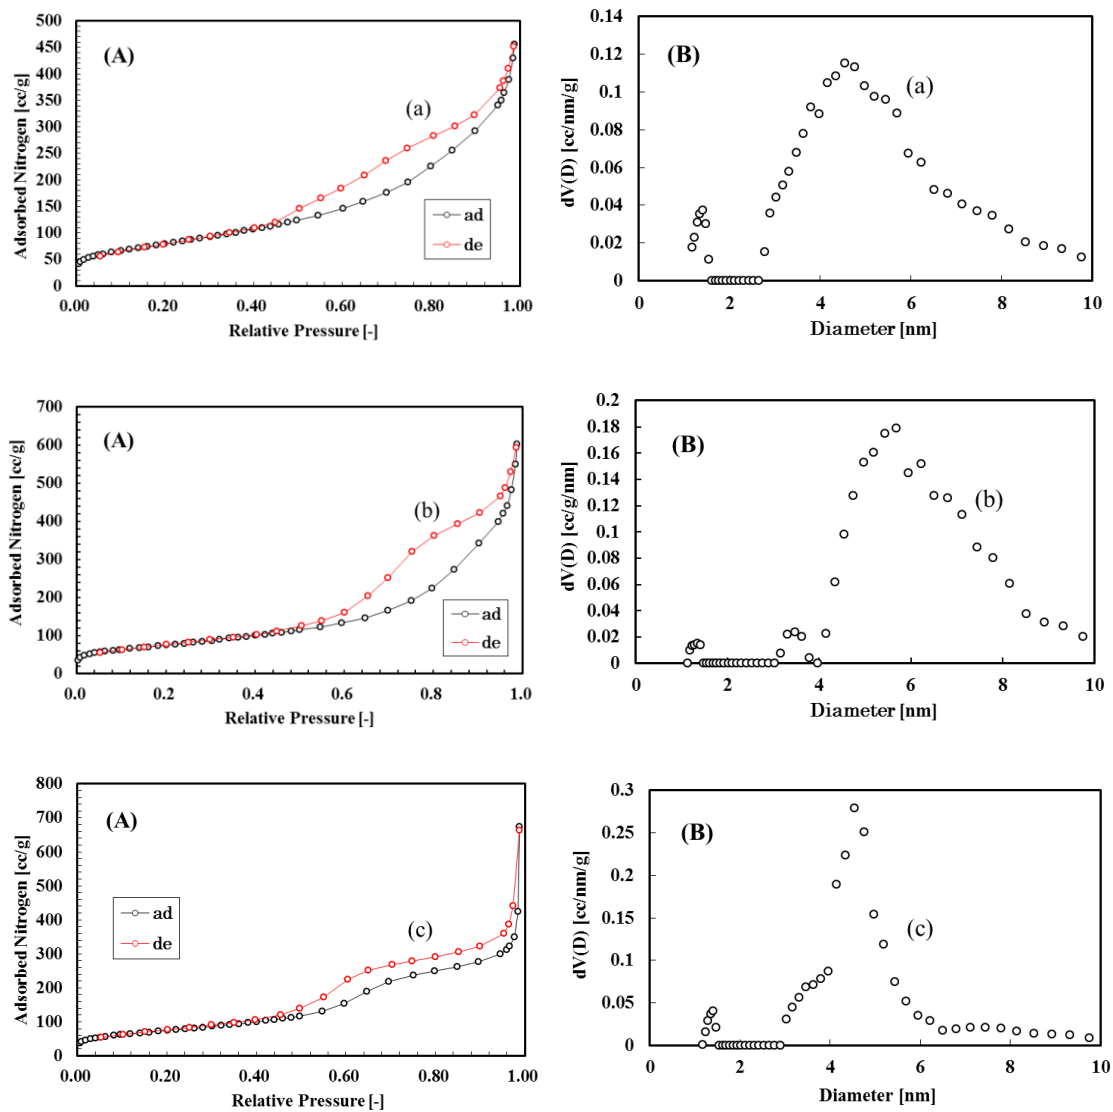 500
450
400
350
300
250
200
150
100
50
0
Adsorbed Nitrogen [cc/g]
(A)
(a)
ad
de
0.00 0.20 0.40 0.60 0.80 1.00
Relative Pressure [-]
0.14
0.12
0.1
0.08
0.06
0.04
0.02
0
dV(D) [cc/nm/g]
(B)
(a)
0 2 4 6 8 10
Diameter [nm]
700
600
500
400
300
200
100
0
Adsorbed Nitrogen [cc/g]
(A)
(b)
ad
de
0.0 0.2 0.4 0.6 0.8 1.0
Relative Pressure [-]
0.2
0.18
0.16
0.14
0.12
0.1
0.08
0.06
0.04
0.02
0
dV(D) [cc/g/nm]
(B)
(b)
0 2 4 6 8 10
Diameter [nm]
800
700
600
500
400
300
200
100
0
Adsorbed Nitrogen [cc/g]
(A)
ad
de
(c)
0.00 0.20 0.40 0.60 0.80 1.00
Relative Pressure [-]
0.3
0.25
0.2
0.15
0.1
0.05
0
dV(D) [cc/nm/g]
(B)
(c)
0 2 4 6 8 10
Diameter [nm]